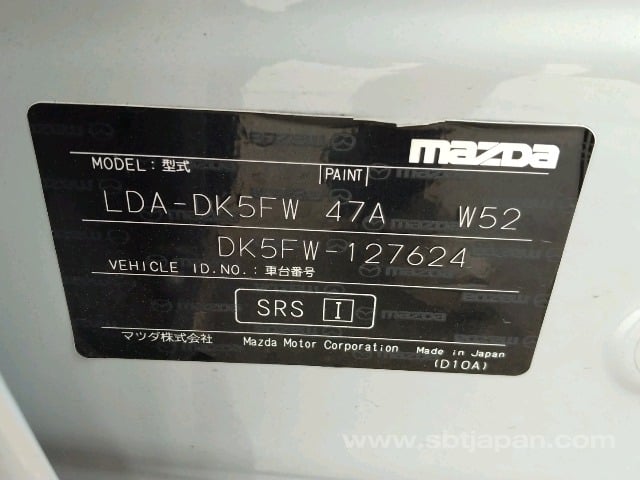 mazda
MODEL:型式 PAINT
LDA-DK5FW 47A W52
DK5FW-127624
VEHICLE ID.NO.:車台番号
SRS I
マツダ株式会社 Mazda Motor Corporation Made in Japan
(D10A)
www.sbtjapan.com